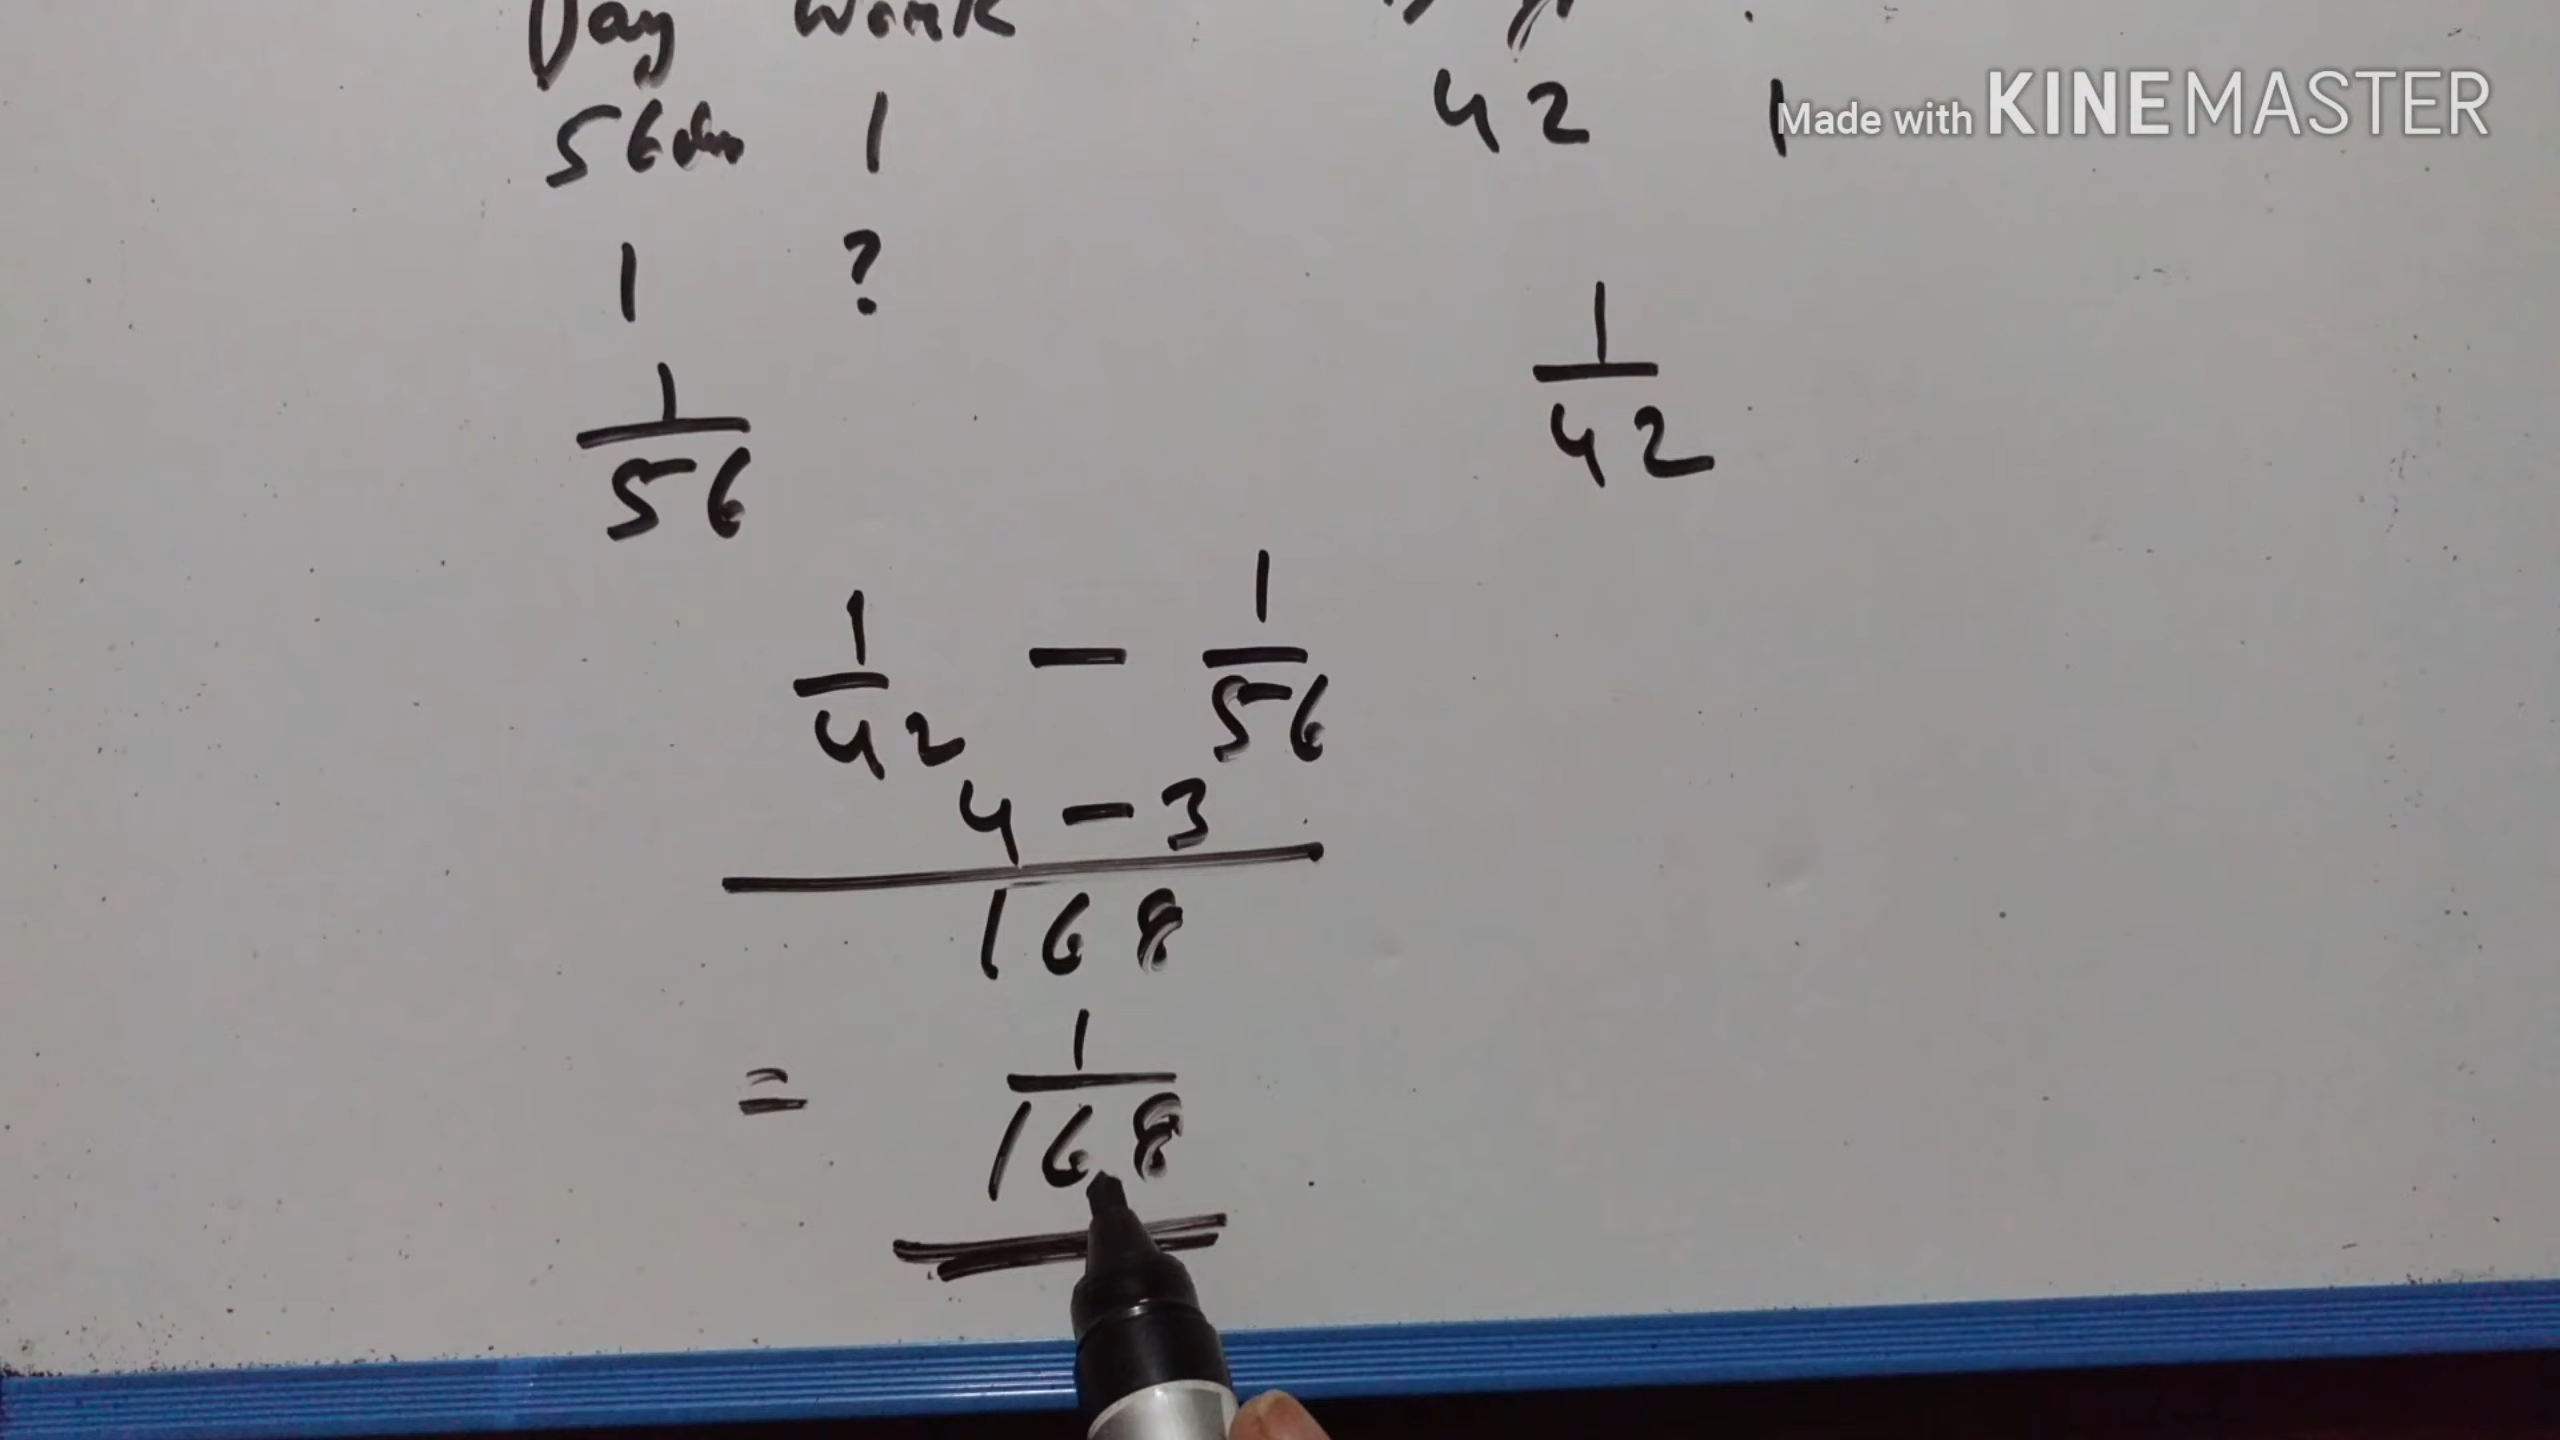 Day Work
56 1
42 1
Made with KINEMASTER
1 ?
1/56
1/42
1/42 - 1/56
4 - 3
168
= 1/168